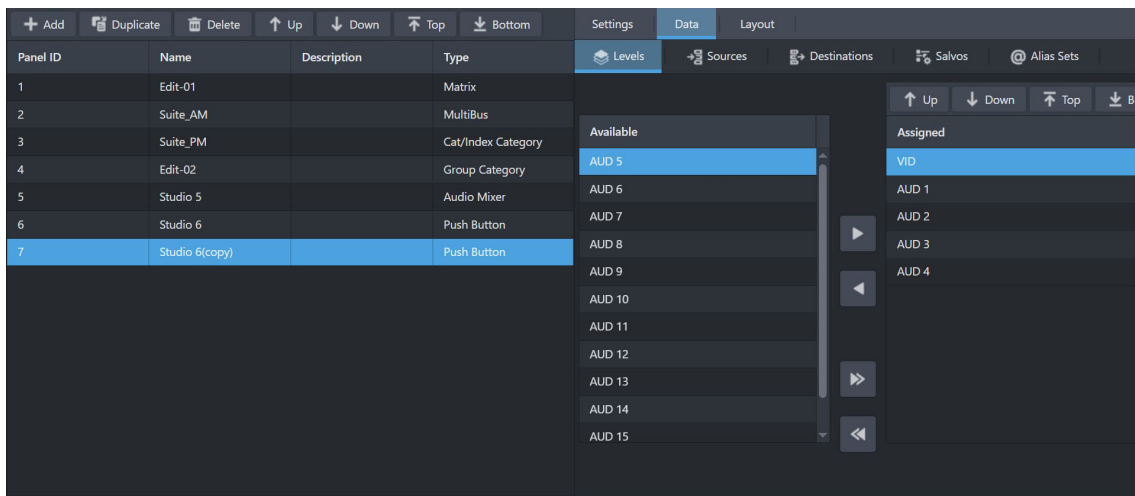 Add Duplicate Delete Up Down Top Bottom
Panel ID Name Description Type
1 Edit-01 Matrix
2 Suite_AM MultiBus
3 Suite_PM Cat/Index Category
4 Edit-02 Group Category
5 Studio 5 Audio Mixer
6 Studio 6 Push Button
7 Studio 6(copy) Push Button
Settings Data Layout
Levels Sources Destinations Salvos @ Alias Sets
Available
AUD 5
AUD 6
AUD 7
AUD 8
AUD 9
AUD 10
AUD 11
AUD 12
AUD 13
AUD 14
AUD 15
Up Down Top B
Assigned
VID
AUD 1
AUD 2
AUD 3
AUD 4